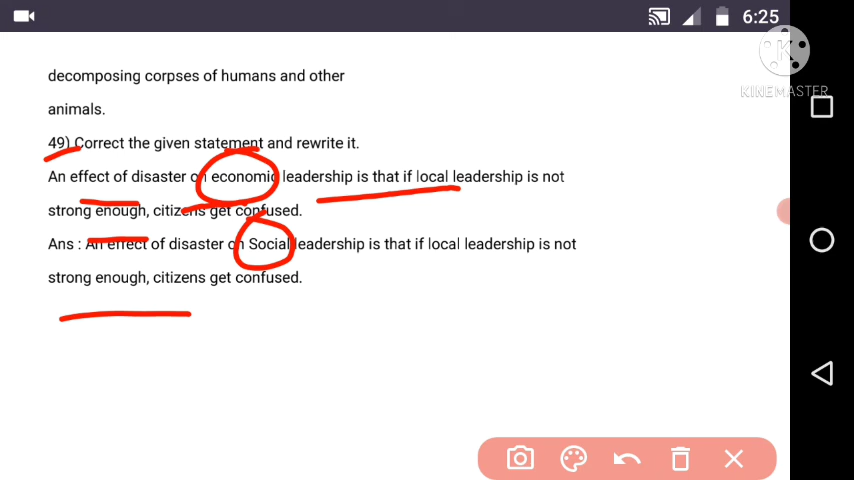 6:25
KINEMASTER
decomposing corpses of humans and other
animals.
49) Correct the given statement and rewrite it.
An effect of disaster on economic leadership is that if local leadership is not
strong enough, citizens get confused.
Ans : An effect of disaster on Social leadership is that if local leadership is not
strong enough, citizens get confused.